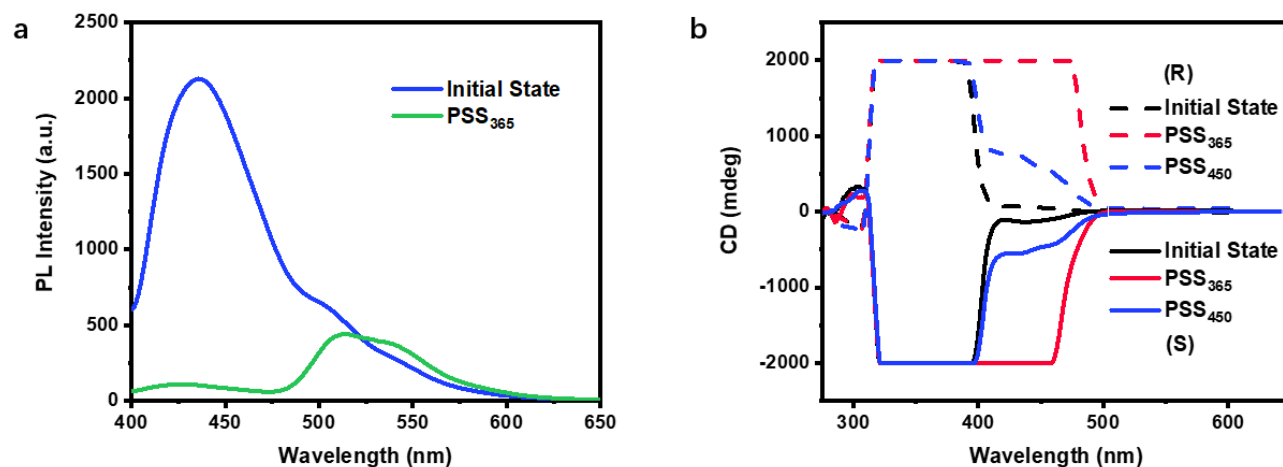 a
2500
2000
1500
1000
500
0
PL Intensity (a.u.)
400 450 500 550 600 650
Wavelength (nm)
Initial State
PSS₃₆₅
b
2000
1000
0
-1000
-2000
CD (mdeg)
300 400 500 600
Wavelength (nm)
(R)
Initial State
PSS₃₆₅
PSS₄₅₀
Initial State
PSS₃₆₅
PSS₄₅₀
(S)